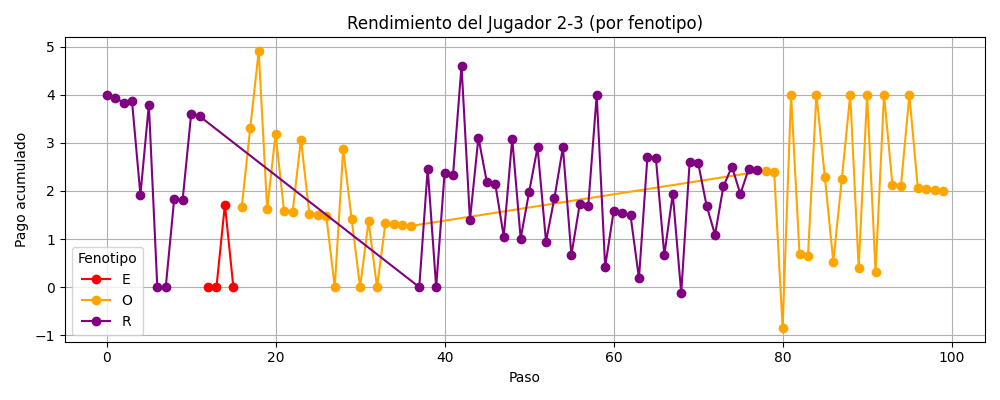 Rendimiento del Jugador 2-3 (por fenotipo)
Pago acumulado
5
4
3
2
1
0
−1
Fenotipo
E
O
R
0 20 40 60 80 100
Paso